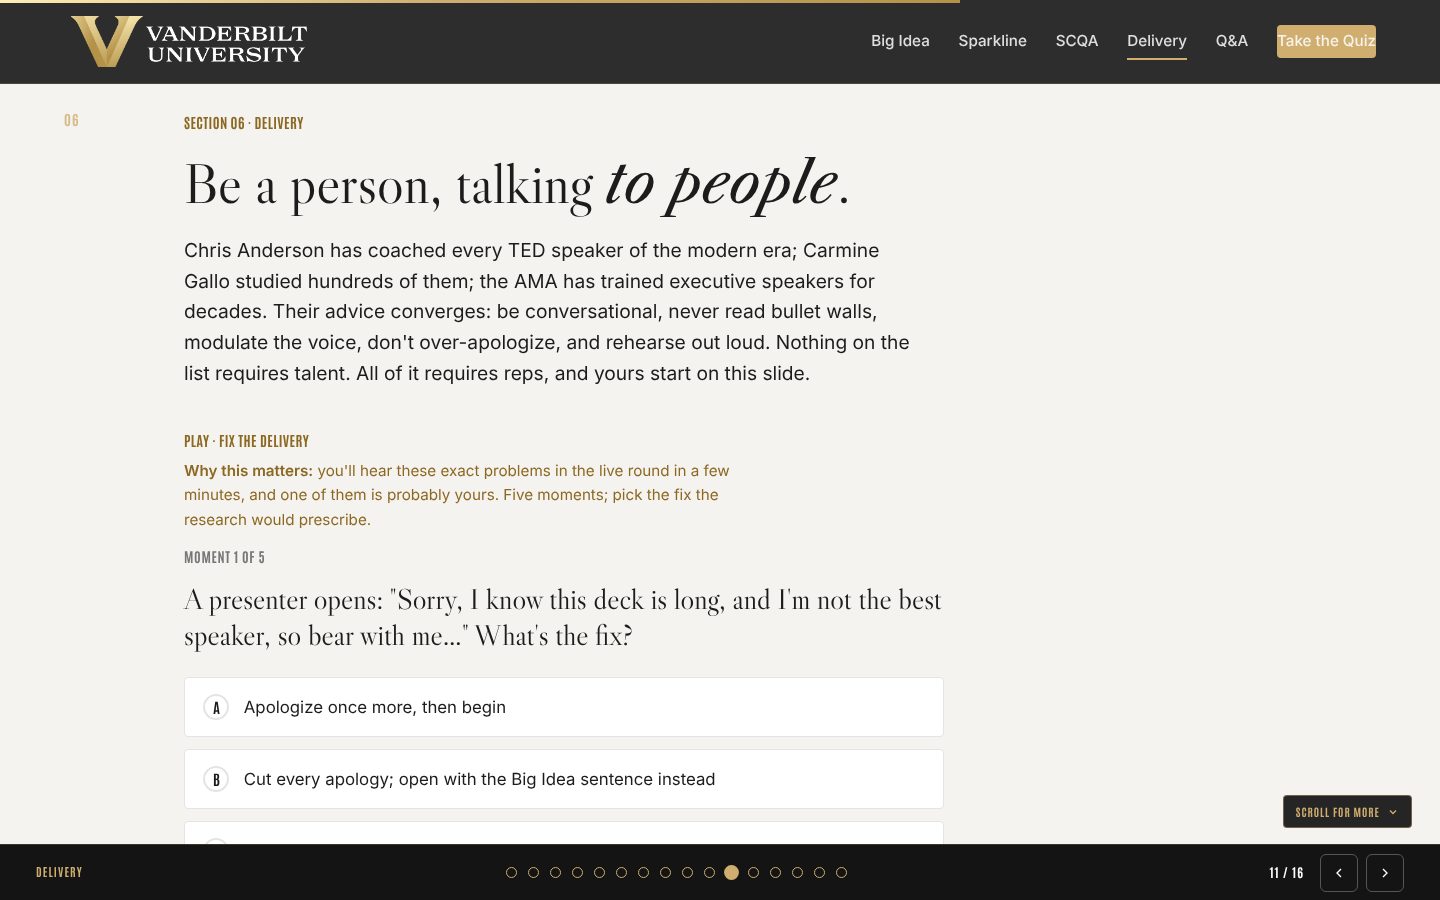 VANDERBILT
UNIVERSITY
Big Idea Sparkline SCQA Delivery Q&A Take the Quiz
06
SECTION 06 · DELIVERY
Be a person, talking to people.
Chris Anderson has coached every TED speaker of the modern era; Carmine
Gallo studied hundreds of them; the AMA has trained executive speakers for
decades. Their advice converges: be conversational, never read bullet walls,
modulate the voice, don't over-apologize, and rehearse out loud. Nothing on the
list requires talent. All of it requires reps, and yours start on this slide.
PLAY · FIX THE DELIVERY
Why this matters: you'll hear these exact problems in the live round in a few
minutes, and one of them is probably yours. Five moments; pick the fix the
research would prescribe.
MOMENT 1 OF 5
A presenter opens: "Sorry, I know this deck is long, and I'm not the best
speaker, so bear with me..." What's the fix?
A Apologize once more, then begin
B Cut every apology; open with the Big Idea sentence instead
SCROLL FOR MORE
DELIVERY
11 / 16